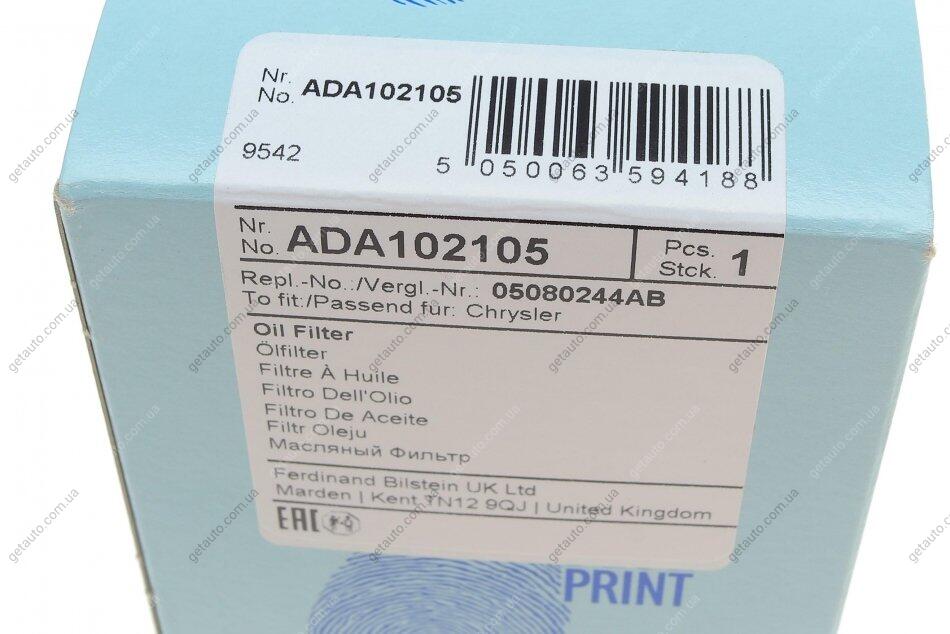 Nr.
No. ADA102105
9542
5 050063 594188
Nr.
No. ADA102105
Pcs.
Stck. 1
Repl.-No.:/Vergl.-Nr.: 05080244AB
To fit:/Passend für: Chrysler
Oil Filter
Ölfilter
Filtre À Huile
Filtro Dell'Olio
Filtro De Aceite
Filtr Oleju
Масляный Фильтр
Ferdinand Bilstein UK Ltd
Marden | Kent TN12 9QJ | United Kingdom
EAC
PRINT
getauto.com.ua